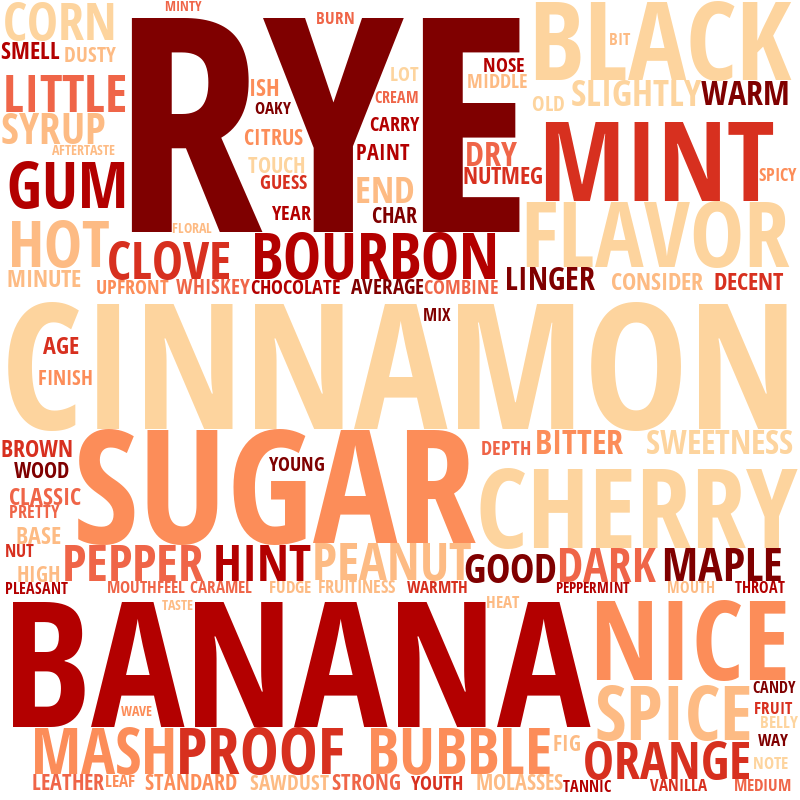 MINTY
CORN
RYE
BURN
BLACK
BIT
SMELL
DUSTY
NOSE
LOT
MIDDLE
LITTLE
ISH
CREAM
OLD
SLIGHTLY
WARM
OAKY
SYRUP
CITRUS
CARRY
MINT
AFTERTASTE
TOUCH
PAINT
DRY
GUM
GUESS
END
NUTMEG
SPICY
YEAR
CHAR
HOT
FLORAL
FLAVOR
CLOVE
BOURBON
MINUTE
UPFRONT
WHISKEY
CHOCOLATE
AVERAGE
COMBINE
LINGER
CONSIDER
DECENT
CINNAMON
MIX
AGE
FINISH
SUGAR
BROWN
DEPTH
BITTER
SWEETNESS
WOOD
YOUNG
CLASSIC
PRETTY
CHERRY
BASE
NUT
PEPPER
HINT
PEANUT
GOOD
DARK
MAPLE
HIGH
PLEASANT
MOUTHFEEL
CARAMEL
FUDGE
FRUITINESS
WARMTH
PEPPERMINT
MOUTH
THROAT
BANANA
TASTE
HEAT
NICE
CANDY
SPICE
WAVE
FRUIT
BELLY
MASH
PROOF
BUBBLE
FIG
WAY
ORANGE
NOTE
LEATHER
LEAF
STANDARD
SAWDUST
STRONG
YOUTH
MOLASSES
TANNIC
VANILLA
MEDIUM